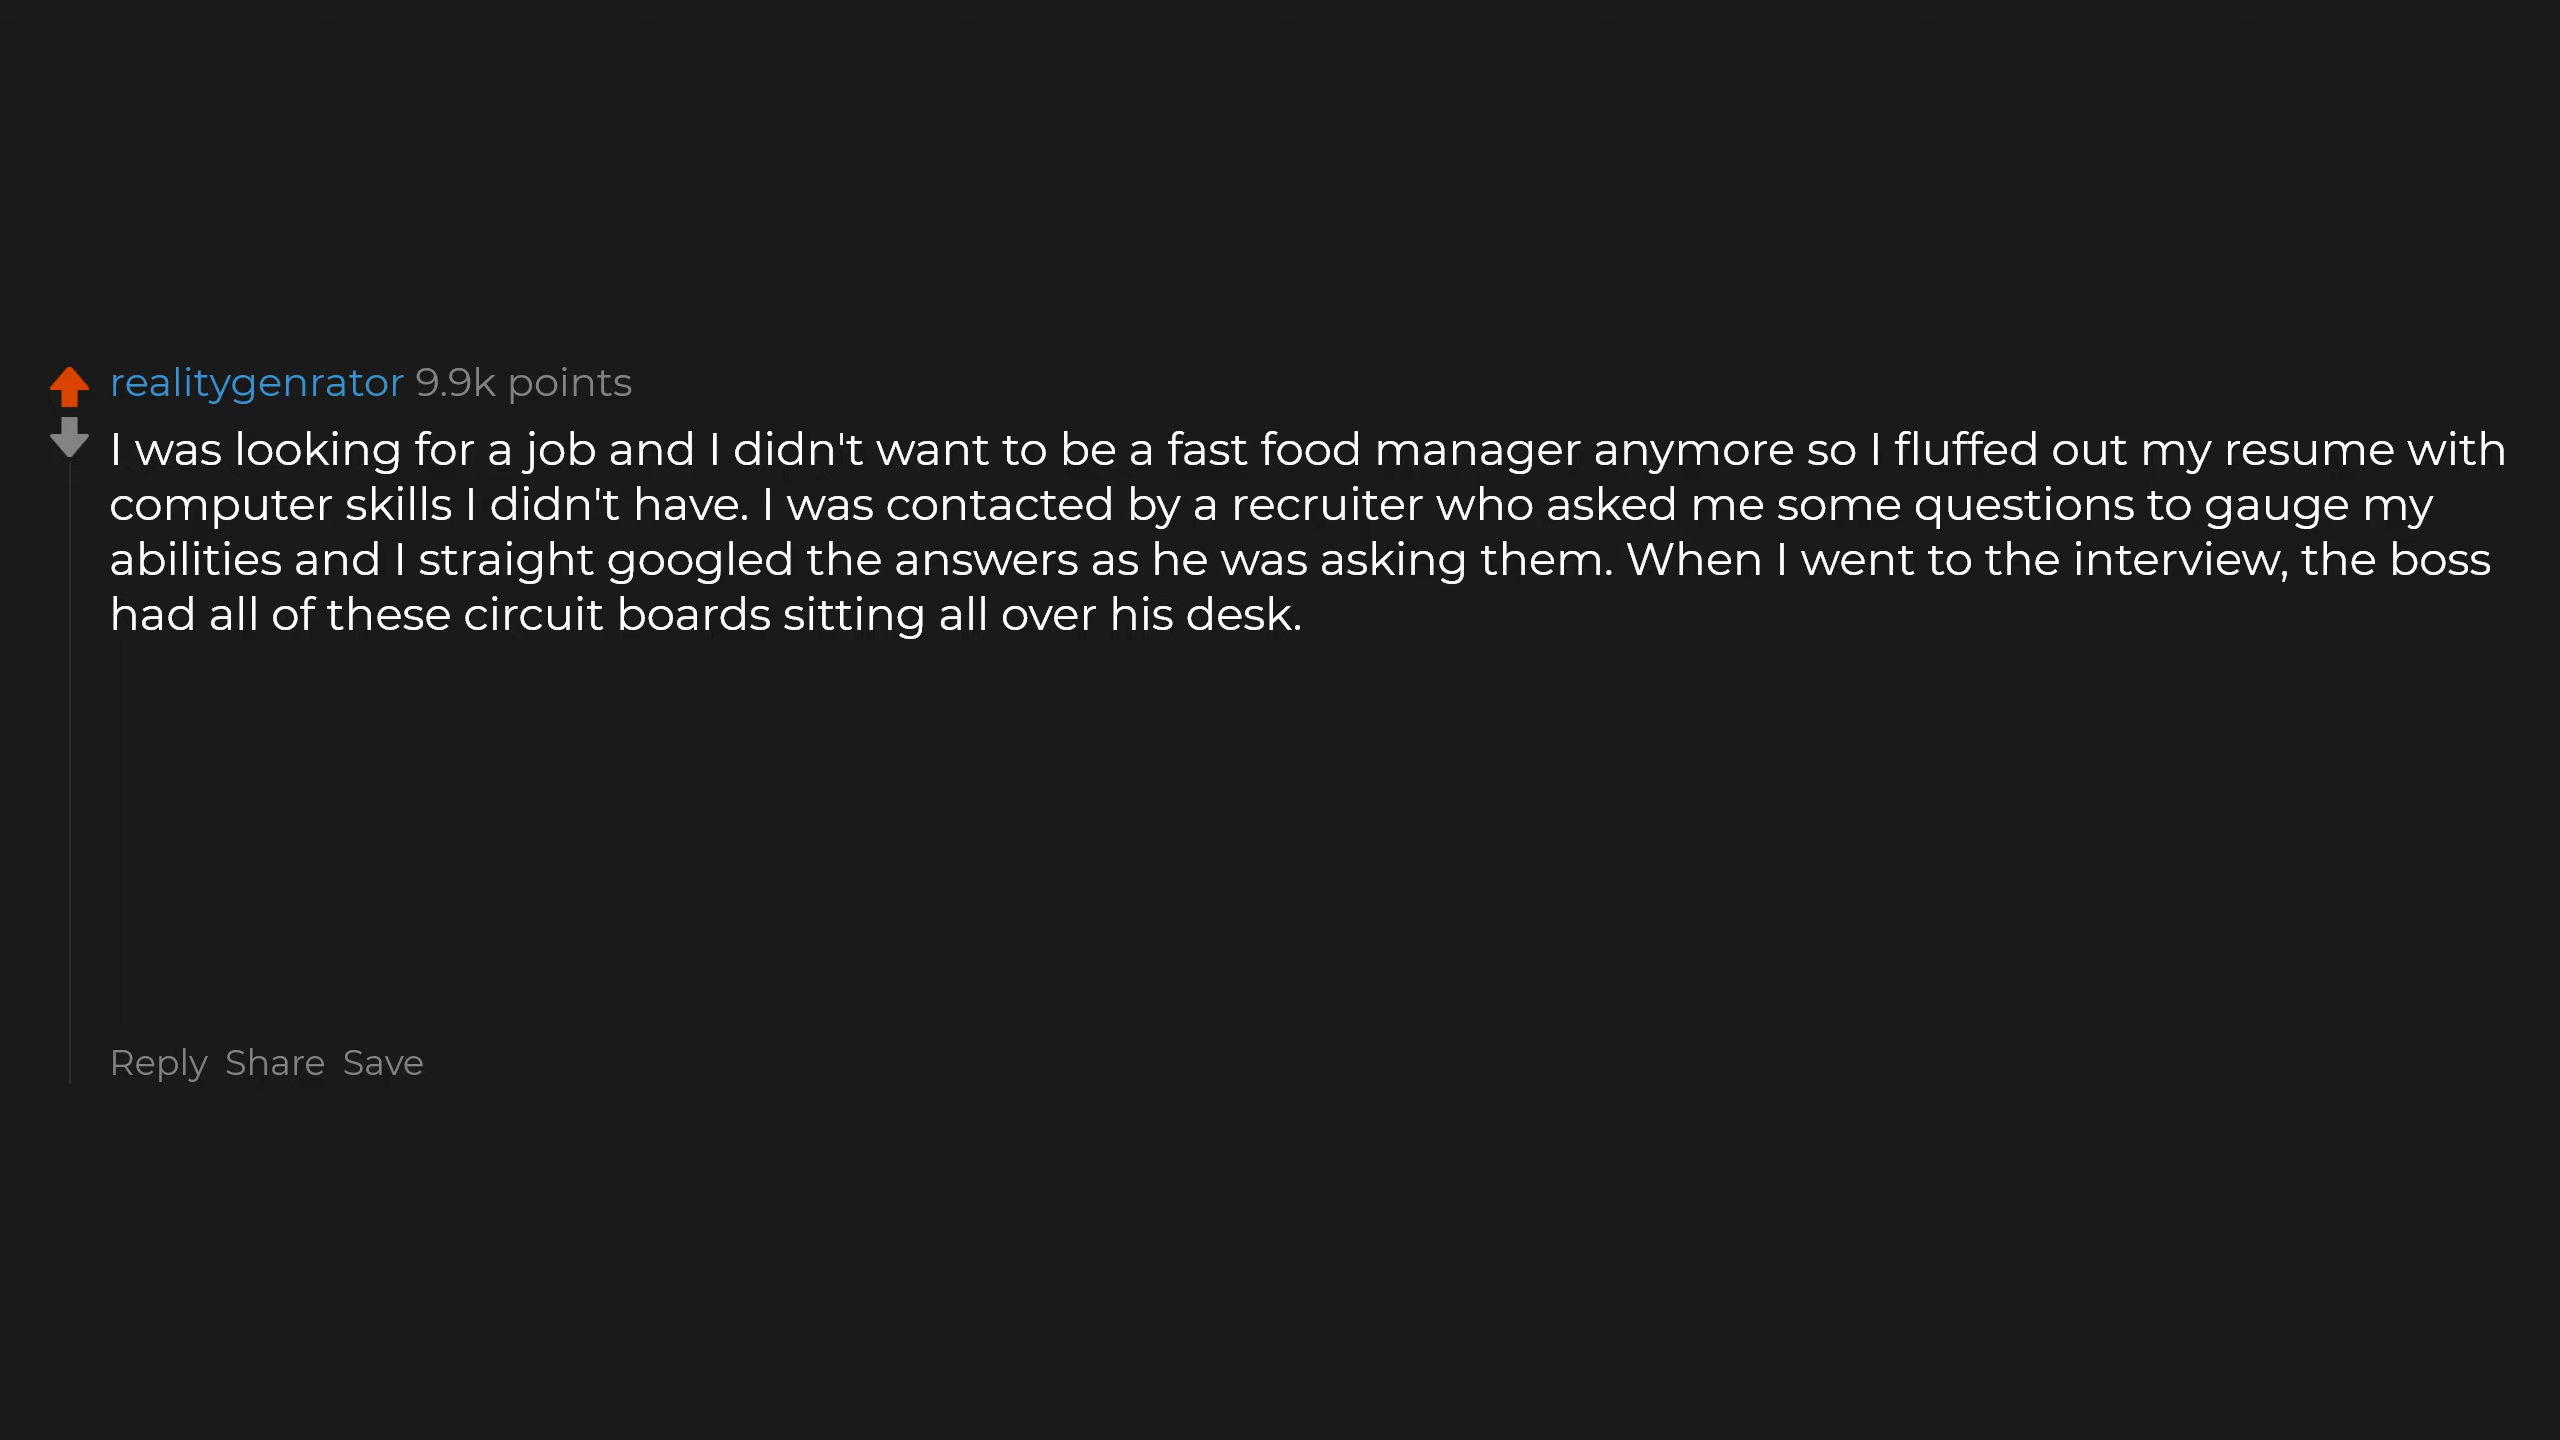 realitygenrator 9.9k points
I was looking for a job and I didn't want to be a fast food manager anymore so I fluffed out my resume with
computer skills I didn't have. I was contacted by a recruiter who asked me some questions to gauge my
abilities and I straight googled the answers as he was asking them. When I went to the interview, the boss
had all of these circuit boards sitting all over his desk.
Reply Share Save